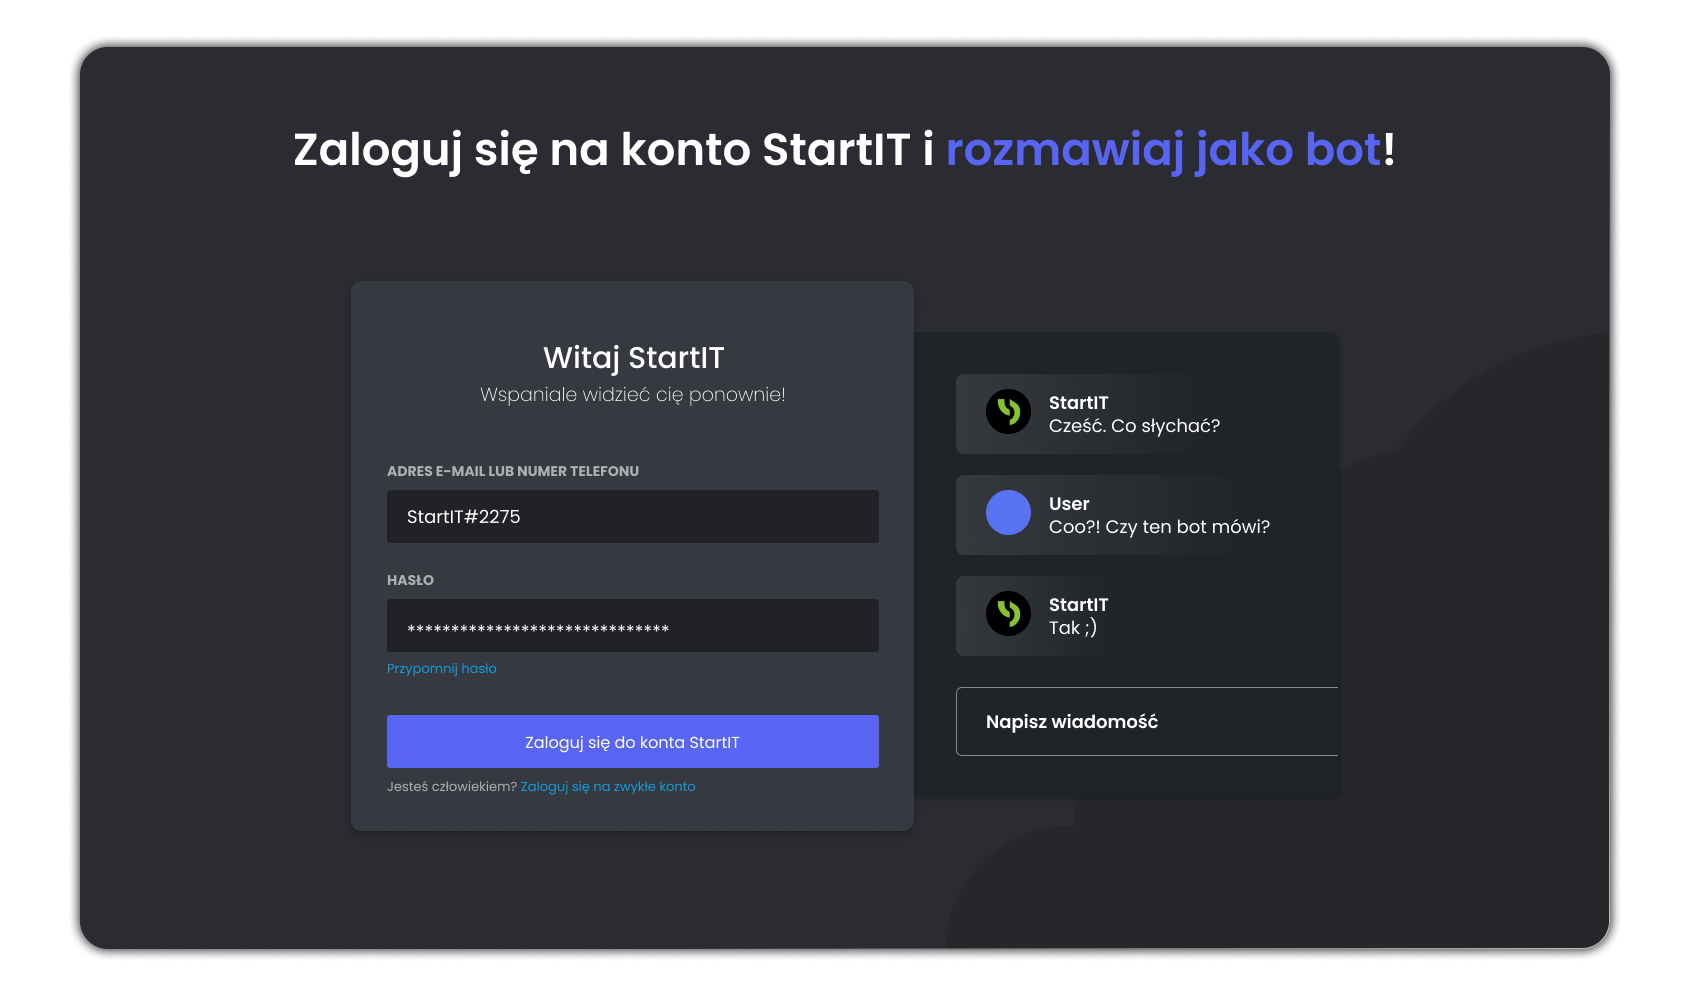 Zaloguj się na konto StartIT i rozmawiaj jako bot!
Witaj StartIT
Wspaniale widzieć cię ponownie!
ADRES E-MAIL LUB NUMER TELEFONU
StartIT#2275
HASŁO
******************************
Przypomnij hasło
Zaloguj się do konta StartIT
Jesteś człowiekiem? Zaloguj się na zwykłe konto
StartIT
Cześć. Co słychać?
User
Coo?! Czy ten bot mówi?
StartIT
Tak ;)
Napisz wiadomość